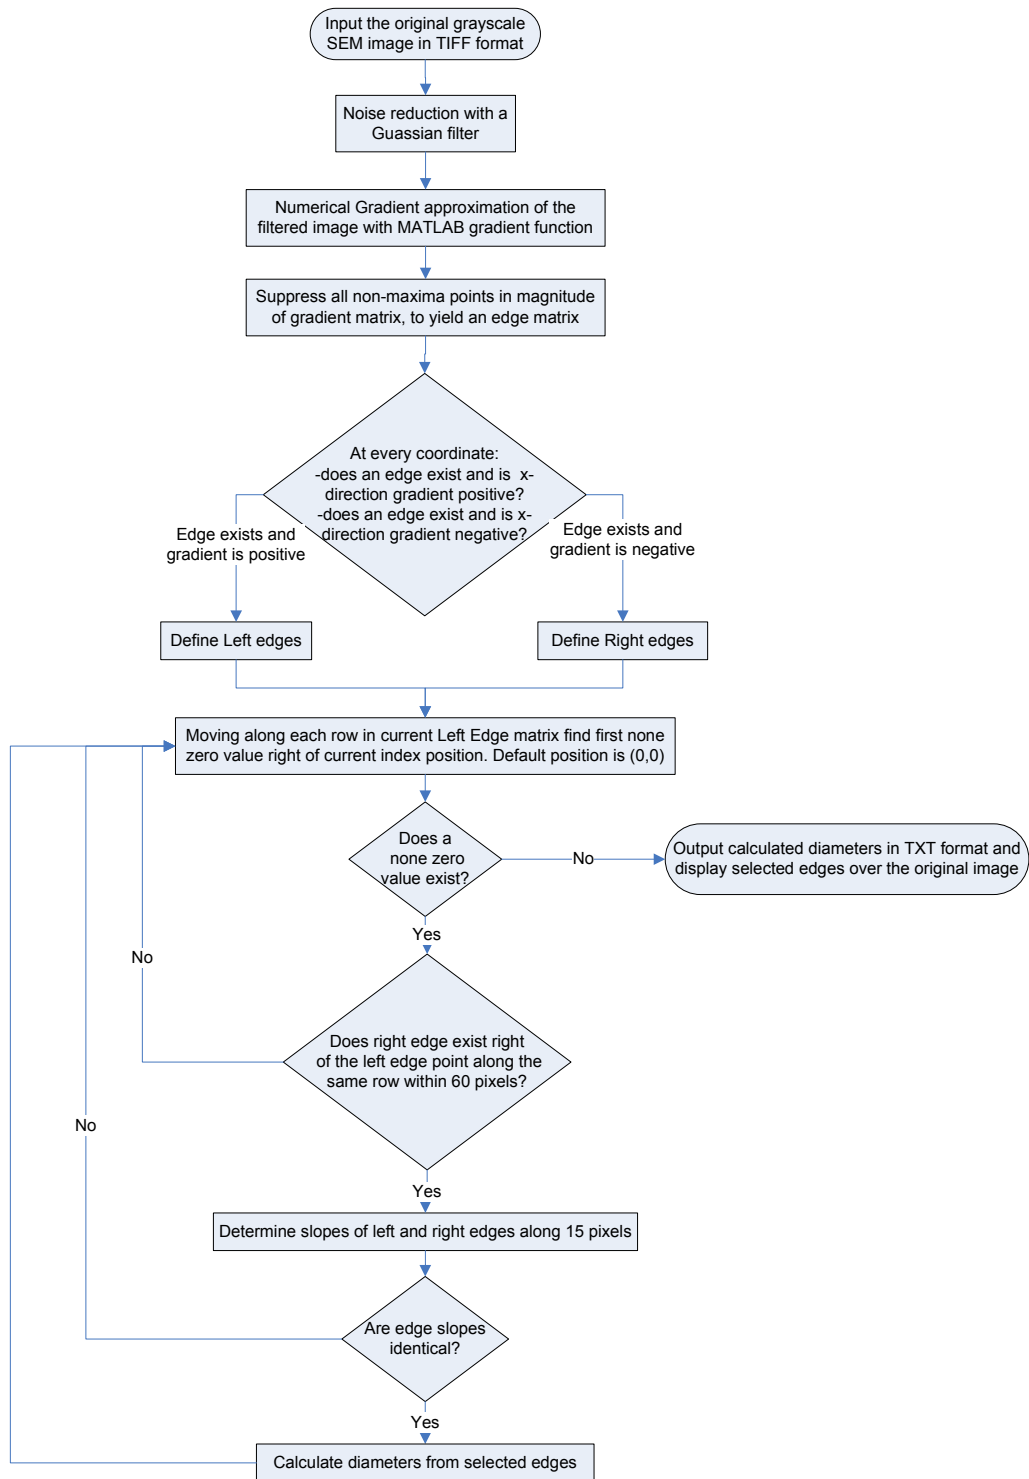 Input the original grayscale
SEM image in TIFF format
Noise reduction with a
Guassian filter
Numerical Gradient approximation of the
filtered image with MATLAB gradient function
Suppress all non-maxima points in magnitude
of gradient matrix, to yield an edge matrix
At every coordinate:
-does an edge exist and is  x-
direction gradient positive?
-does an edge exist and is x-
direction gradient negative?
Edge exists and
gradient is positive
Edge exists and
gradient is negative
Define Left edges
Define Right edges
Moving along each row in current Left Edge matrix find first none
zero value right of current index position. Default position is (0,0)
Does a
none zero
value exist?
No
Output calculated diameters in TXT format and
display selected edges over the original image
Yes
No
Does right edge exist right
of the left edge point along the
same row within 60 pixels?
No
Yes
Determine slopes of left and right edges along 15 pixels
Are edge slopes
identical?
Yes
Calculate diameters from selected edges